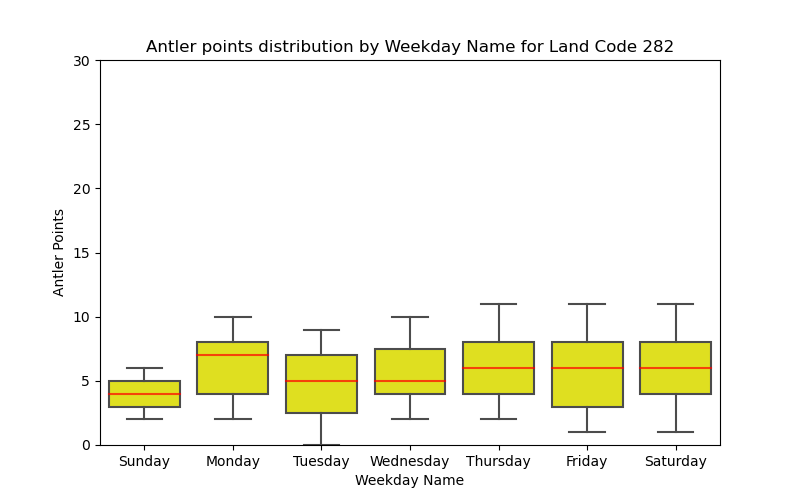 Antler points distribution by Weekday Name for Land Code 282
30
25
20
15
10
5
0
Antler Points
Sunday Monday Tuesday Wednesday Thursday Friday Saturday
Weekday Name